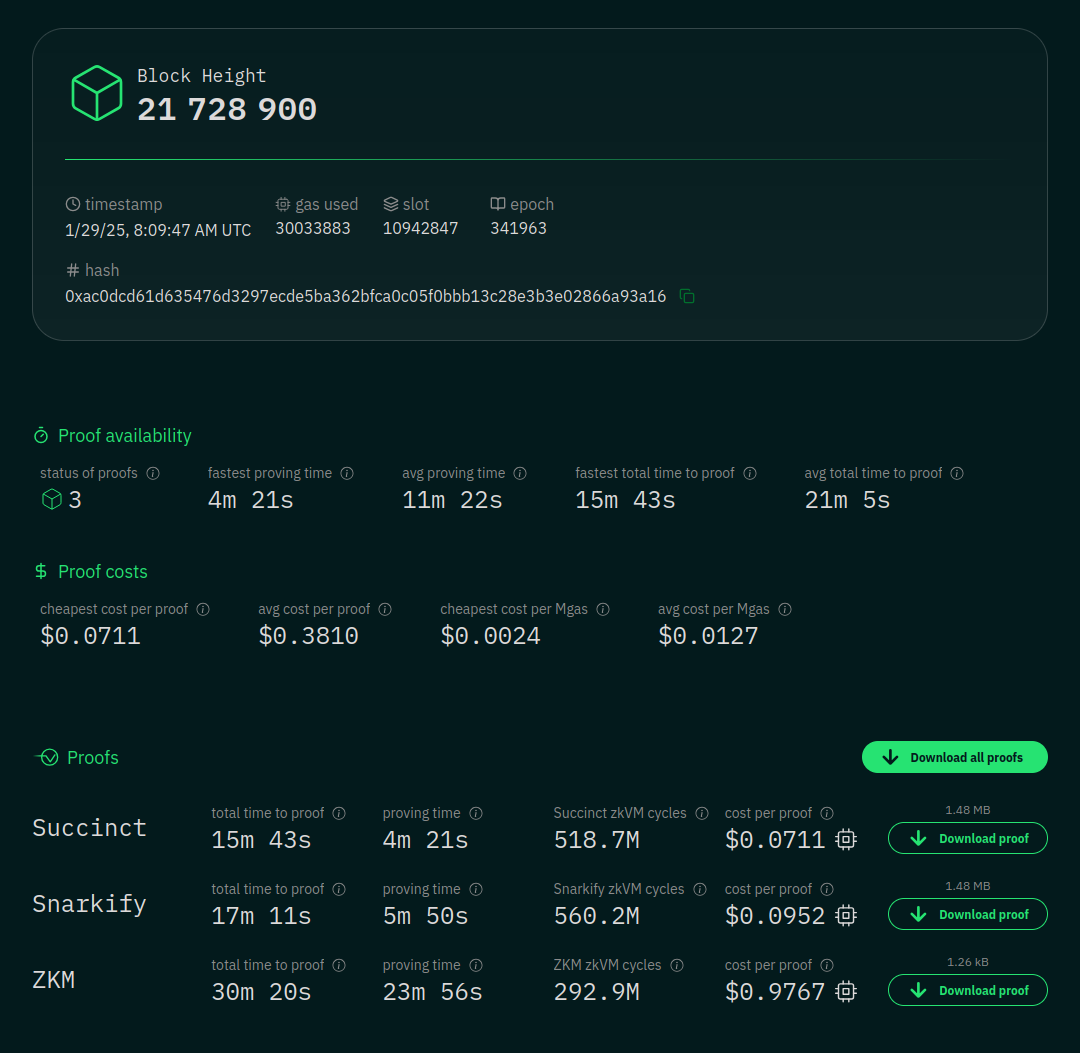 Block Height
21 728 900
timestamp gas used slot epoch
1/29/25, 8:09:47 AM UTC 30033883 10942847 341963
# hash
0xac0dcd61d635476d3297ecde5ba362bfca0c05f0bbb13c28e3b3e02866a93a16
Proof availability
status of proofs fastest proving time avg proving time fastest total time to proof avg total time to proof
3 4m 21s 11m 22s 15m 43s 21m 5s
$ Proof costs
cheapest cost per proof avg cost per proof cheapest cost per Mgas avg cost per Mgas
$0.0711 $0.3810 $0.0024 $0.0127
Proofs Download all proofs
total time to proof proving time Succinct zkVM cycles cost per proof 1.48 MB
Succinct 15m 43s 4m 21s 518.7M $0.0711 Download proof
total time to proof proving time Snarkify zkVM cycles cost per proof 1.48 MB
Snarkify 17m 11s 5m 50s 560.2M $0.0952 Download proof
total time to proof proving time ZKM zkVM cycles cost per proof 1.26 kB
ZKM 30m 20s 23m 56s 292.9M $0.9767 Download proof